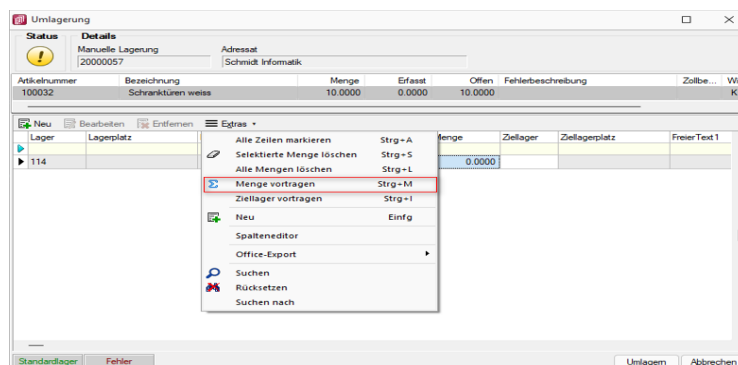 Umlagerung
Status Details
Manuelle Lagerung Adressat
20000057 Schmidt Informatik
Artikelnummer Bezeichnung Menge Erfasst Offen Fehlerbeschreibung Zollbe...
100032 Schranktüren weiss 10.0000 0.0000 10.0000
Neu Bearbeiten Entfernen Extras
Lager Lagerplatz Menge Ziellager Ziellagerplatz FreierText1
114 0.0000
Alle Zeilen markieren Strg+A
Selektierte Menge löschen Strg+S
Alle Mengen löschen Strg+L
Menge vortragen Strg+M
Ziellager vortragen Strg+I
Neu Einfg
Spalteneditor
Office-Export
Suchen
Rücksetzen
Suchen nach
Standardlager Fehler Umlagern Abbrechen